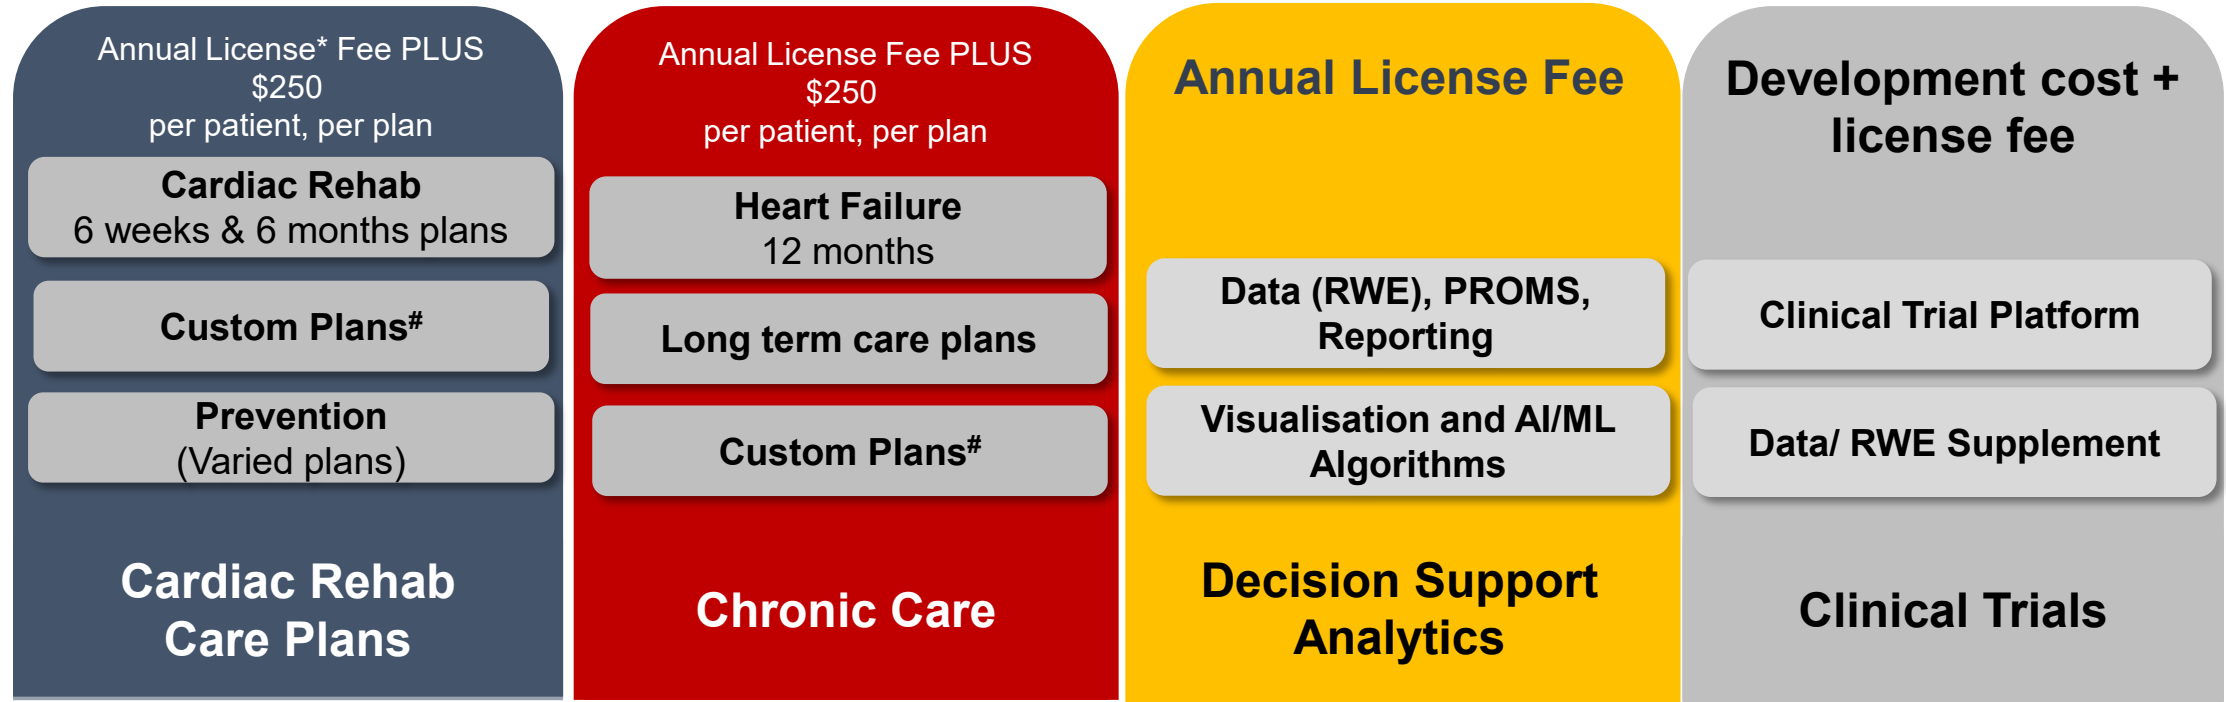 Annual License* Fee PLUS
$250
per patient, per plan
Cardiac Rehab
6 weeks & 6 months plans
Custom Plans#
Prevention
(Varied plans)
Cardiac Rehab
Care Plans
Annual License Fee PLUS
$250
per patient, per plan
Heart Failure
12 months
Long term care plans
Custom Plans#
Chronic Care
Annual License Fee
Data (RWE), PROMS,
Reporting
Visualisation and AI/ML
Algorithms
Decision Support
Analytics
Development cost +
license fee
Clinical Trial Platform
Data/ RWE Supplement
Clinical Trials